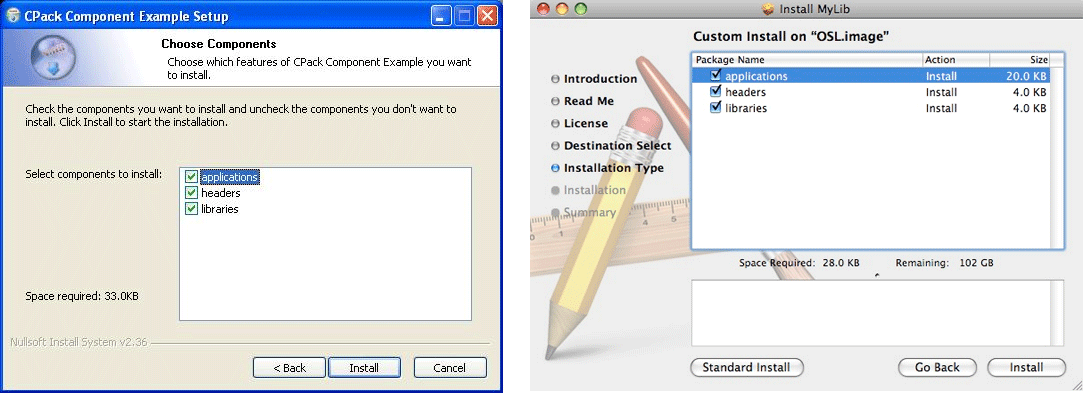 CPack Component Example Setup
Choose Components
Choose which features of CPack Component Example you want
to install.
Check the components you want to install and uncheck the components you don't want to
install. Click Install to start the installation.
Select components to install:
applications
headers
libraries
Space required: 33.0KB
Nullsoft Install System v2.36
< Back
Install
Cancel
Install MyLib
Custom Install on “OSL.image”
Introduction
Read Me
License
Destination Select
Installation Type
Installation
Summary
Package Name Action Size
applications Install 20.0 KB
headers Install 4.0 KB
libraries Install 4.0 KB
Space Required: 28.0 KB Remaining: 102 GB
Standard Install
Go Back
Install